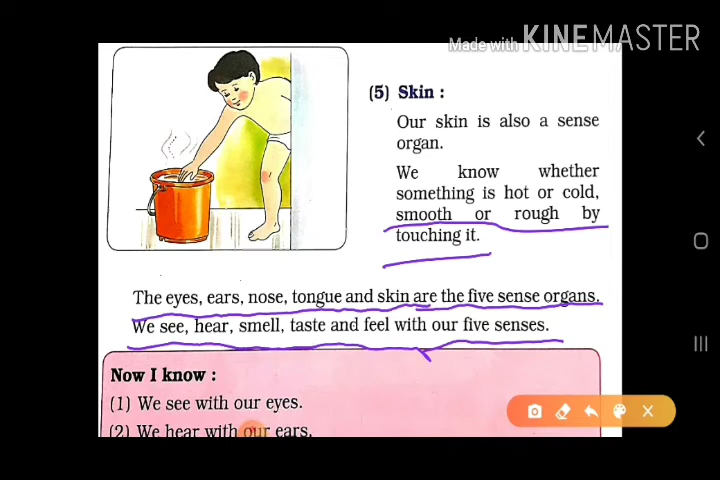 Made with KINEMASTER
(5) Skin :
Our skin is also a sense
organ.
We know whether
something is hot or cold,
smooth or rough by
touching it.
The eyes, ears, nose, tongue and skin are the five sense organs.
We see, hear, smell, taste and feel with our five senses.
Now I know :
(1) We see with our eyes.
(2) We hear with our ears.